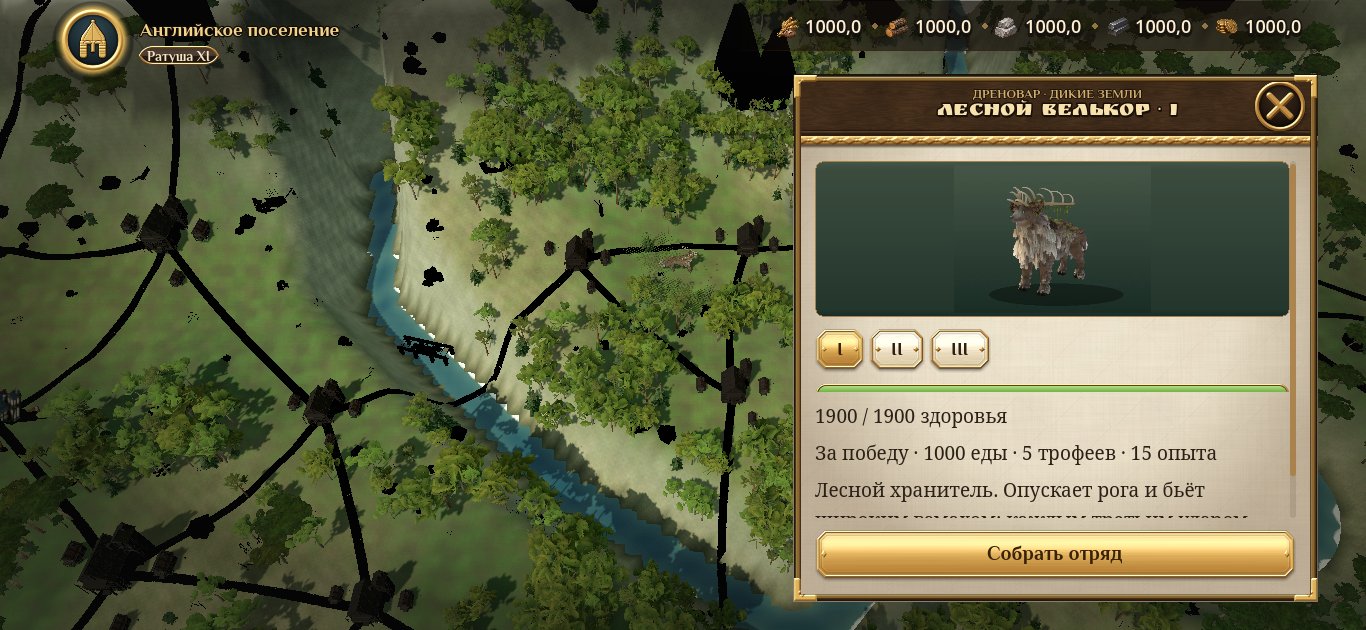 Английское поселение
Ратуша XI
1000,0 1000,0 1000,0 1000,0 1000,0
ДРЕНОВАР · ДИКИЕ ЗЕМЛИ
ЛЕСНОЙ ВЕЛЬКОР · I
I II III
1900 / 1900 здоровья
За победу · 1000 еды · 5 трофеев · 15 опыта
Лесной хранитель. Опускает рога и бьёт
Собрать отряд